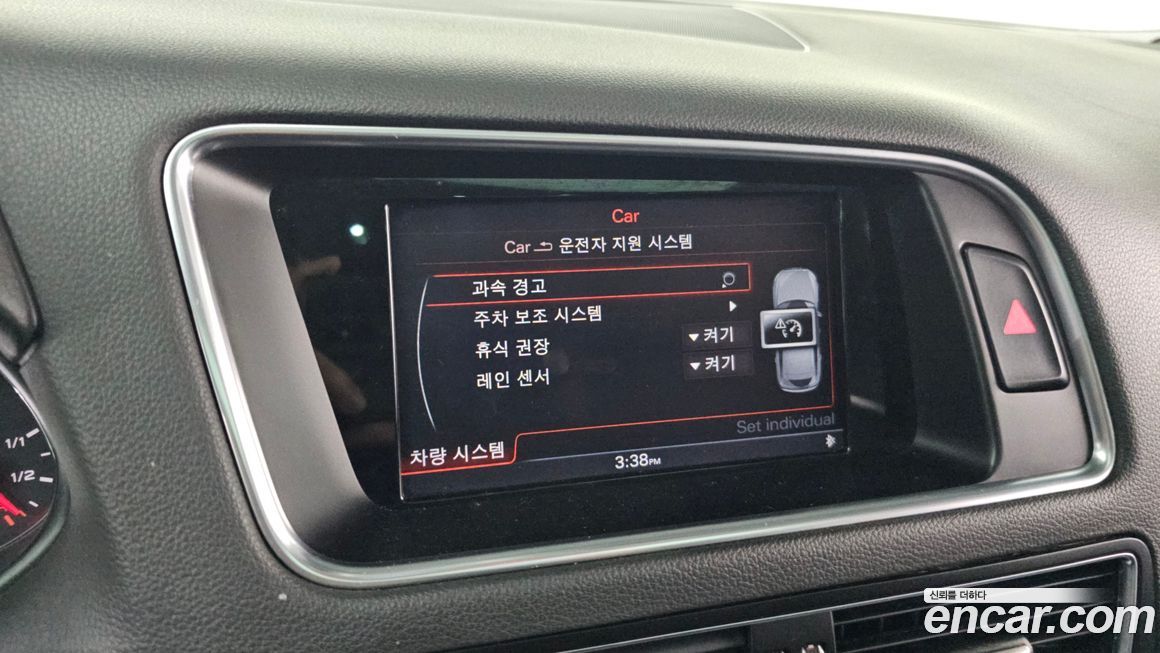 Car
Car 운전자 지원 시스템
과속 경고
주차 보조 시스템
휴식 권장 켜기
레인 센서 켜기
Set individual
차량 시스템
3:38PM
1/1
1/2
신뢰를 더하다
encar.com